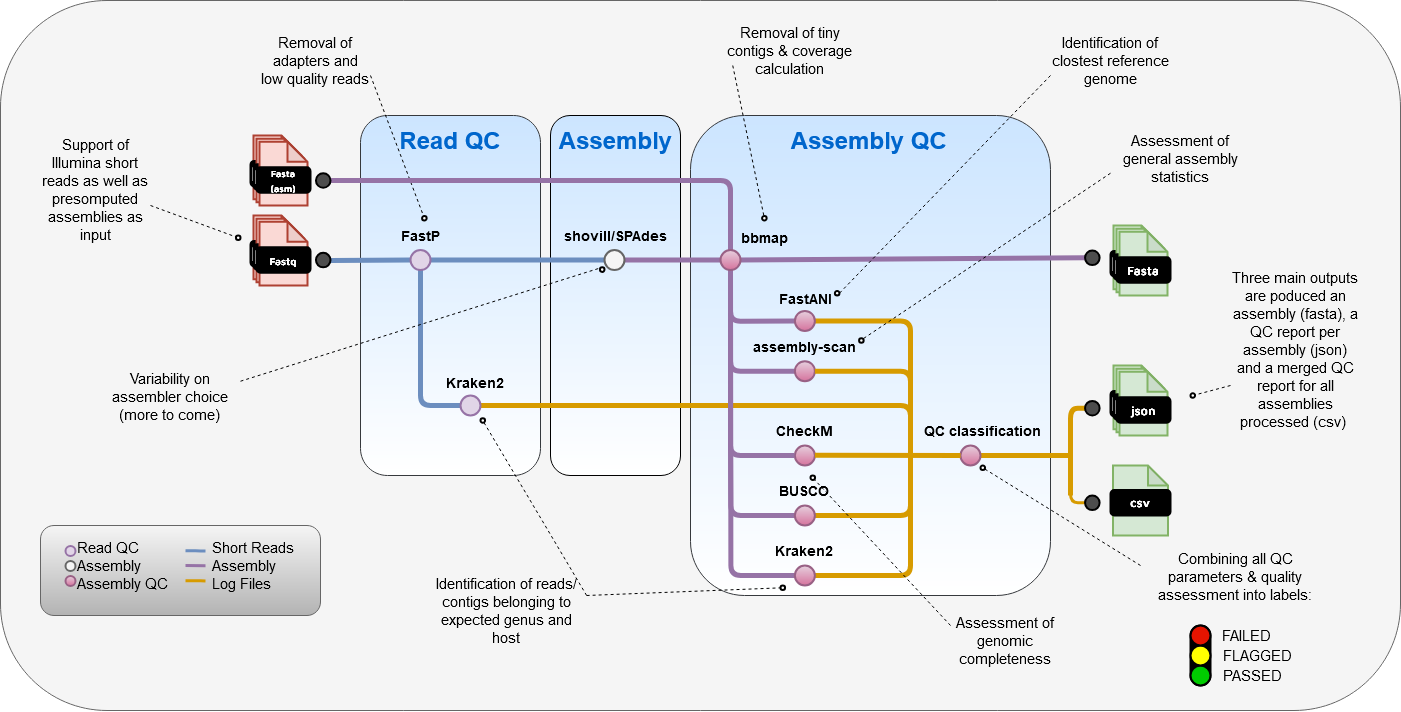 Removal of
adapters and
low quality reads
Removal of tiny
contigs & coverage
calculation
Identification of
clostest reference
genome
Support of
Illumina short
reads as well as
presomputed
assemblies as
input
Assessment of
general assembly
statistics
Read QC
Assembly
Assembly QC
Fasta
(asm)
Fastq
FastP
shovill/SPAdes
bbmap
Fasta
FastANI
assembly-scan
Kraken2
CheckM
QC classification
BUSCO
Kraken2
json
csv
Three main outputs
are poduced an
assembly (fasta), a
QC report per
assembly (json)
and a merged QC
report for all
assemblies
processed (csv)
Variability on
assembler choice
(more to come)
Read QC
Assembly
Assembly QC
Short Reads
Assembly
Log Files
Identification of reads/
contigs belonging to
expected genus and
host
Assessment of
genomic
completeness
Combining all QC
parameters & quality
assessment into labels:
FAILED
FLAGGED
PASSED